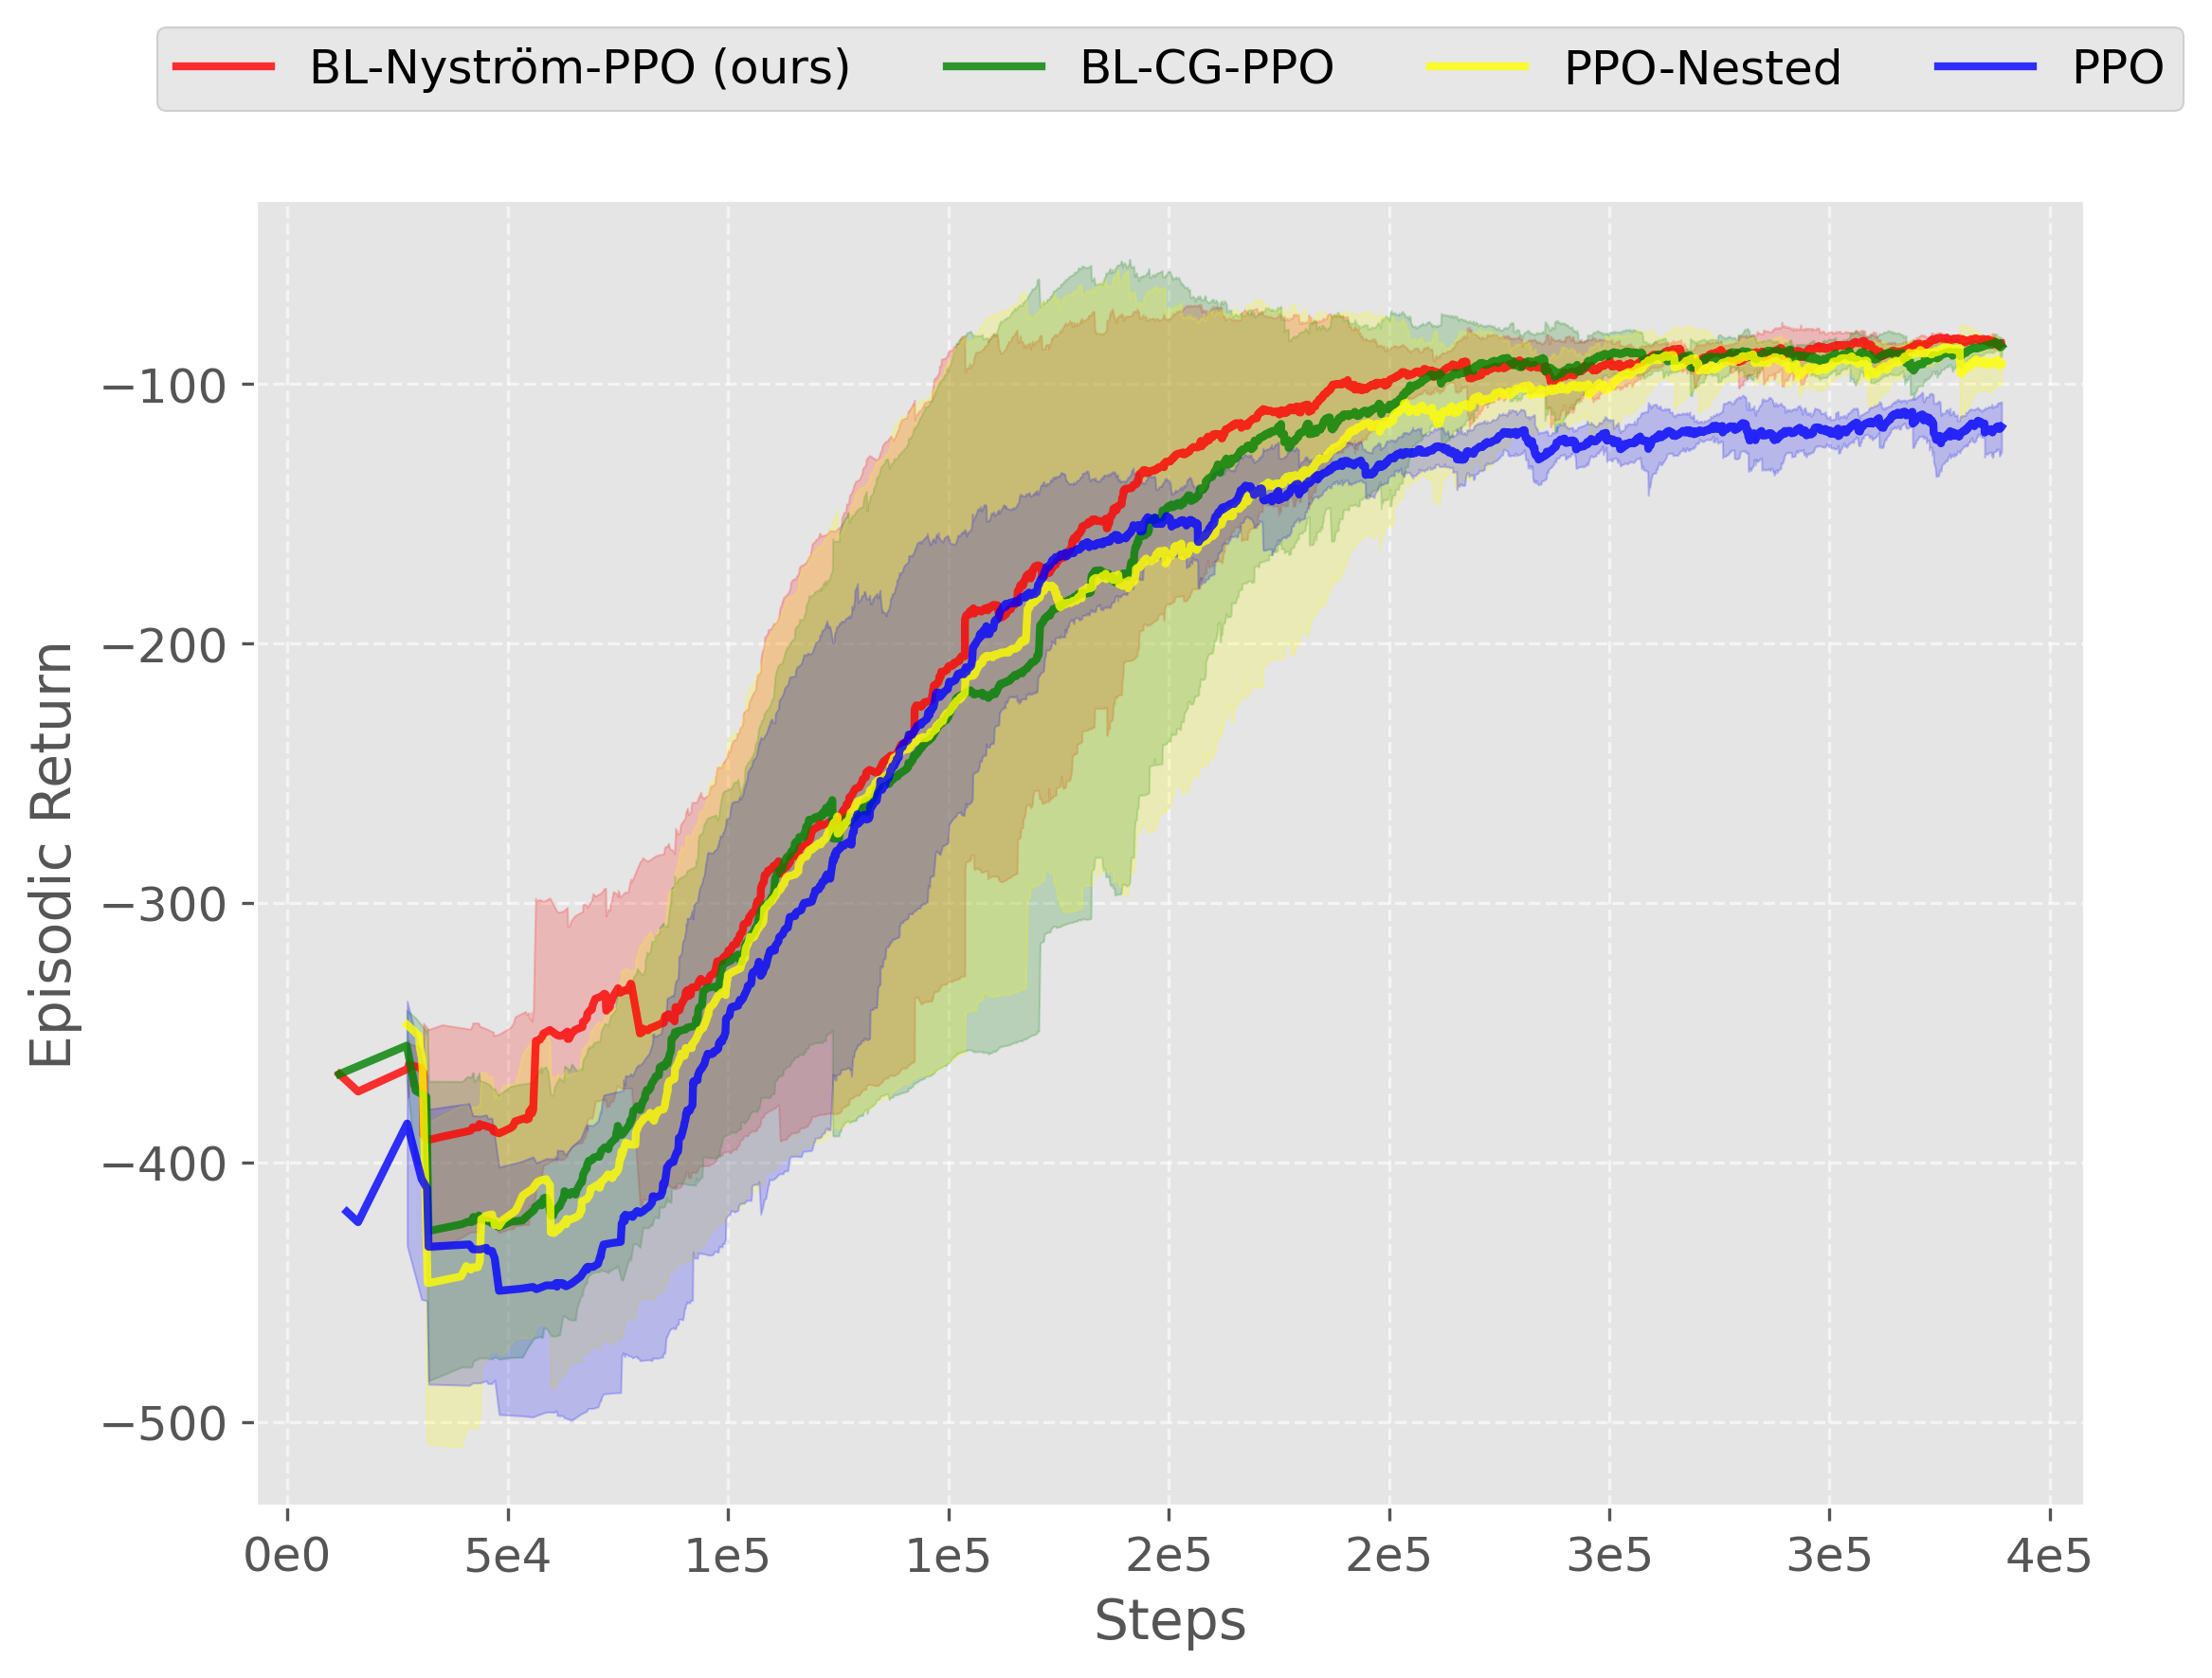 BL-Nyström-PPO (ours) BL-CG-PPO PPO-Nested PPO
Episodic Return
−100
−200
−300
−400
−500
0e0 5e4 1e5 1e5 2e5 2e5 3e5 3e5 4e5
Steps